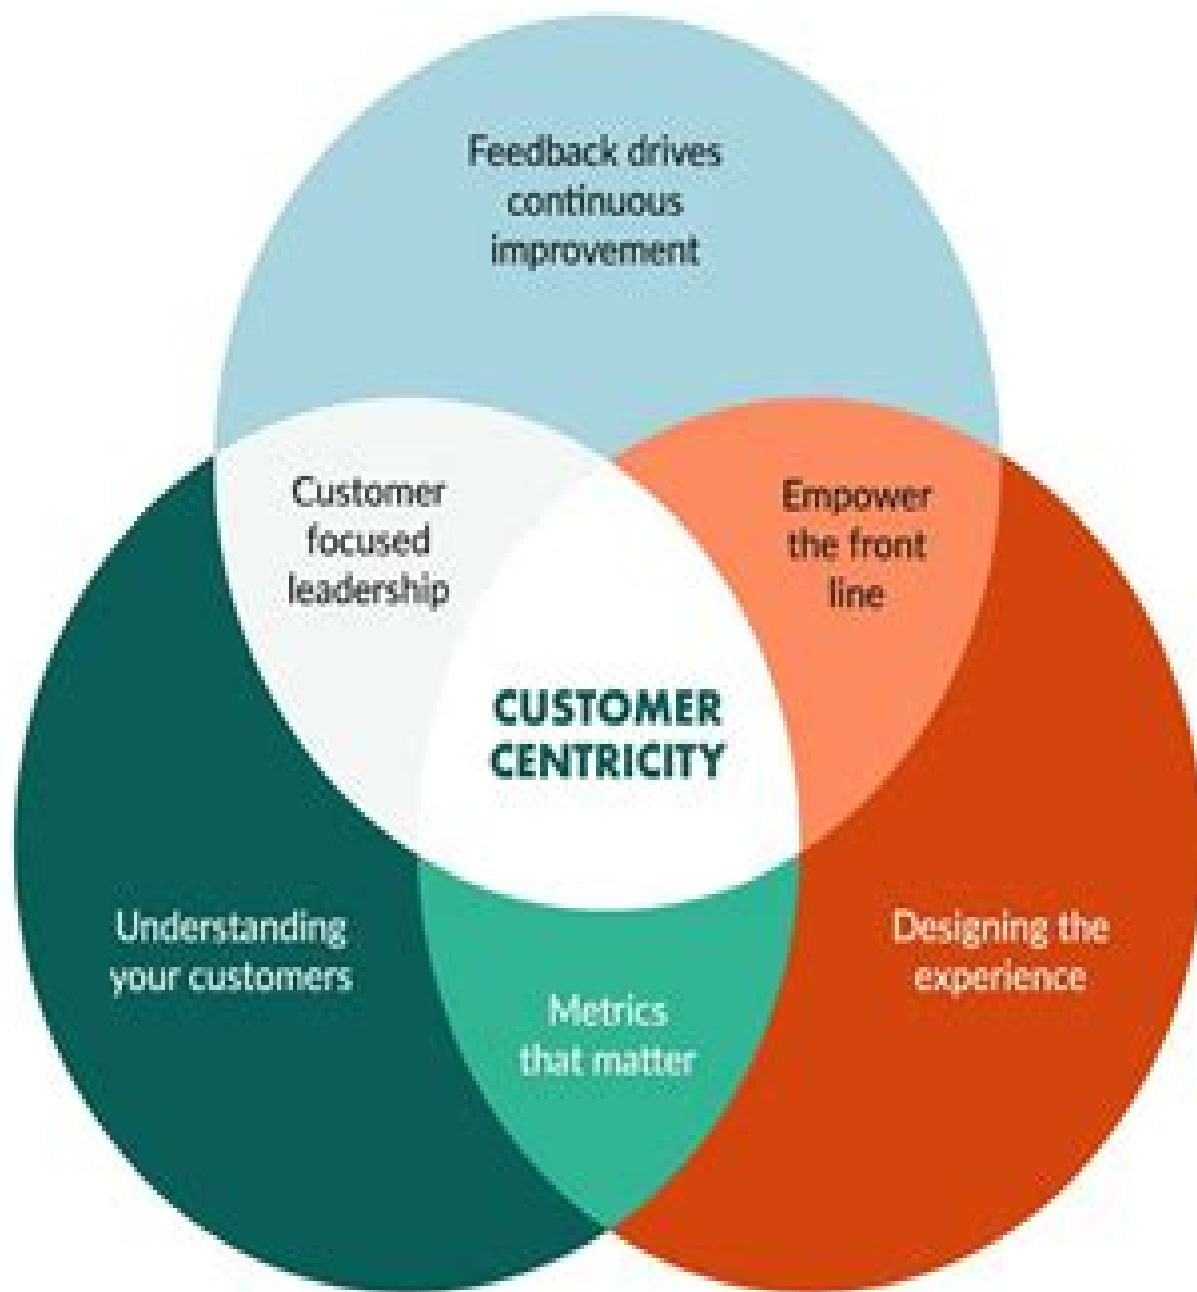 Feedback drives
continuous
improvement
Customer
focused
leadership
Empower
the front
line
CUSTOMER
CENTRICITY
Understanding
your customers
Designing the
experience
Metrics
that matter